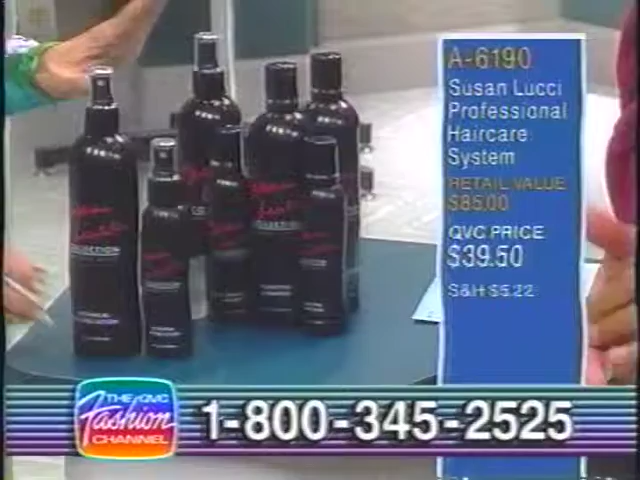 A-6190
Susan Lucci
Professional
Haircare
System
RETAIL VALUE
$85.00
QVC PRICE
$39.50
S&H $5.22
COLLECTION
THE QVC
Fashion
CHANNEL
1-800-345-2525